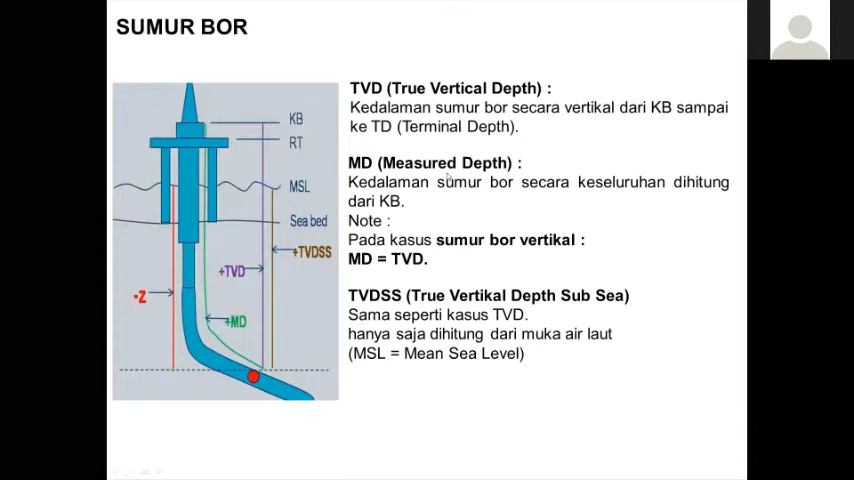 SUMUR BOR
KB
RT
MSL
Sea bed
+TVDSS
+TVD
-Z
+MD
TVD (True Vertical Depth) :
Kedalaman sumur bor secara vertikal dari KB sampai
ke TD (Terminal Depth).
MD (Measured Depth) :
Kedalaman sumur bor secara keseluruhan dihitung
dari KB.
Note :
Pada kasus sumur bor vertikal :
MD = TVD.
TVDSS (True Vertikal Depth Sub Sea)
Sama seperti kasus TVD.
hanya saja dihitung dari muka air laut
(MSL = Mean Sea Level)